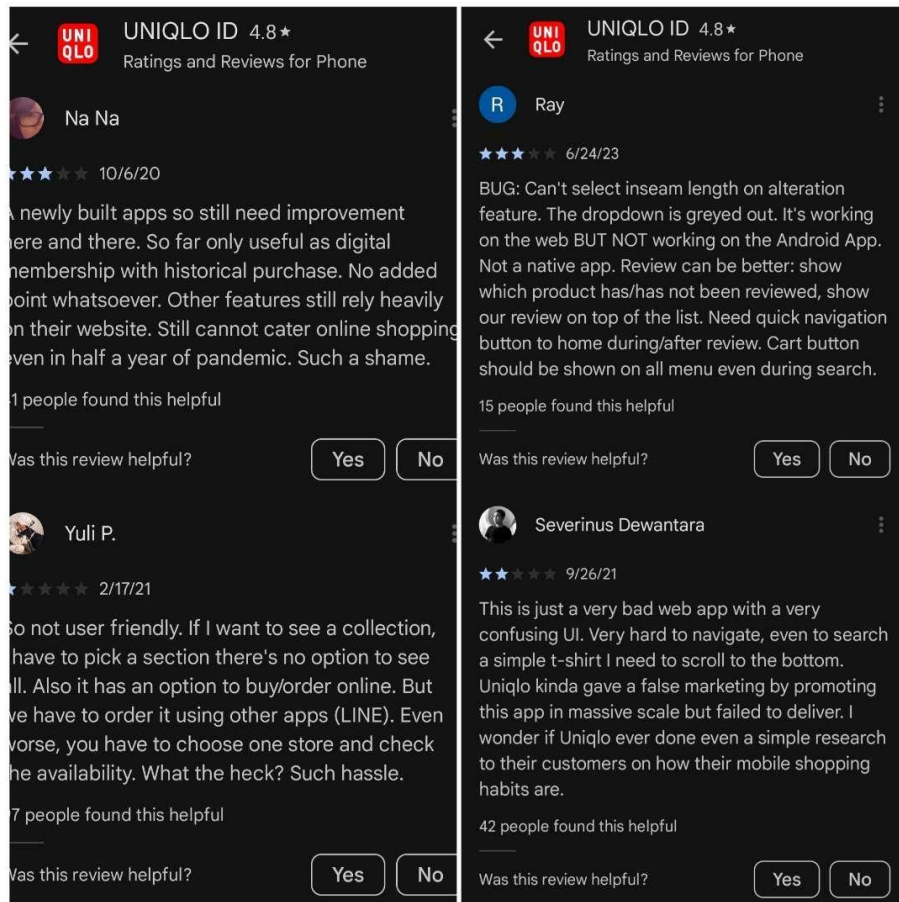 UNIQLO ID 4.8★
Ratings and Reviews for Phone
Na Na
10/6/20
A newly built apps so still need improvement
here and there. So far only useful as digital
membership with historical purchase. No added
point whatsoever. Other features still rely heavily
on their website. Still cannot cater online shopping
even in half a year of pandemic. Such a shame.
people found this helpful
Was this review helpful?
Yes
No
Yuli P.
2/17/21
So not user friendly. If I want to see a collection,
have to pick a section there's no option to see
all. Also it has an option to buy/order online. But
we have to order it using other apps (LINE). Even
worse, you have to choose one store and check
the availability. What the heck? Such hassle.
people found this helpful
Was this review helpful?
Yes
No
UNIQLO ID 4.8★
Ratings and Reviews for Phone
R
Ray
6/24/23
BUG: Can't select inseam length on alteration
feature. The dropdown is greyed out. It's working
on the web BUT NOT working on the Android App.
Not a native app. Review can be better: show
which product has/has not been reviewed, show
our review on top of the list. Need quick navigation
button to home during/after review. Cart button
should be shown on all menu even during search.
15 people found this helpful
Was this review helpful?
Yes
No
Severinus Dewantara
9/26/21
This is just a very bad web app with a very
confusing UI. Very hard to navigate, even to search
a simple t-shirt I need to scroll to the bottom.
Uniqlo kinda gave a false marketing by promoting
this app in massive scale but failed to deliver. I
wonder if Uniqlo ever done even a simple research
to their customers on how their mobile shopping
habits are.
42 people found this helpful
Was this review helpful?
Yes
No